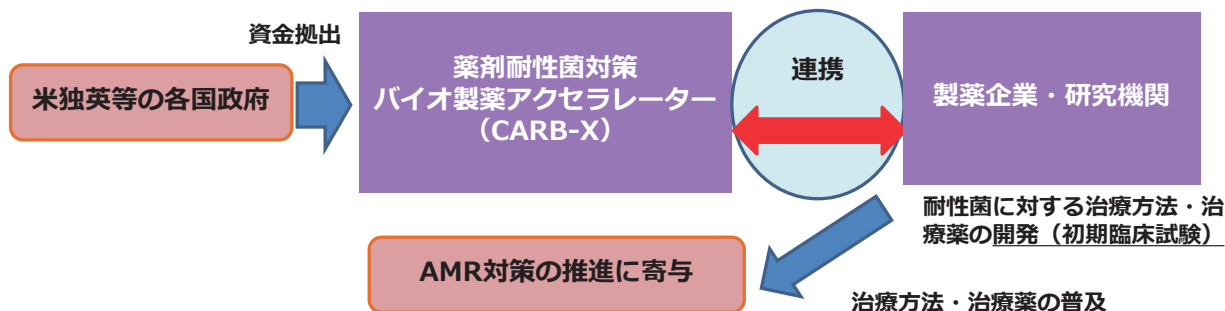 資金拠出
米独英等の各国政府
薬剤耐性菌対策
バイオ製薬アクセラレーター
（CARB-X）
連携
製薬企業・研究機関
耐性菌に対する治療方法・治
療薬の開発（初期臨床試験）
AMR対策の推進に寄与
治療方法・治療薬の普及